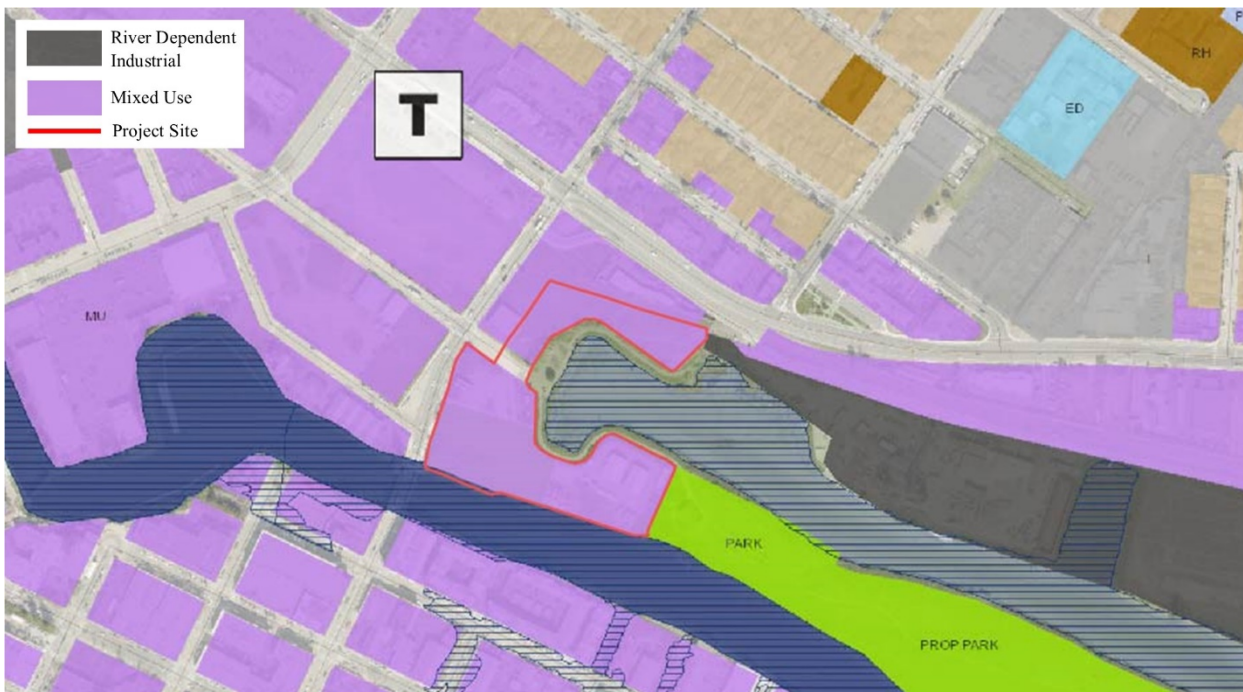 River Dependent
Industrial
Mixed Use
Project Site
T
RH
ED
MU
I
PARK
PROP PARK